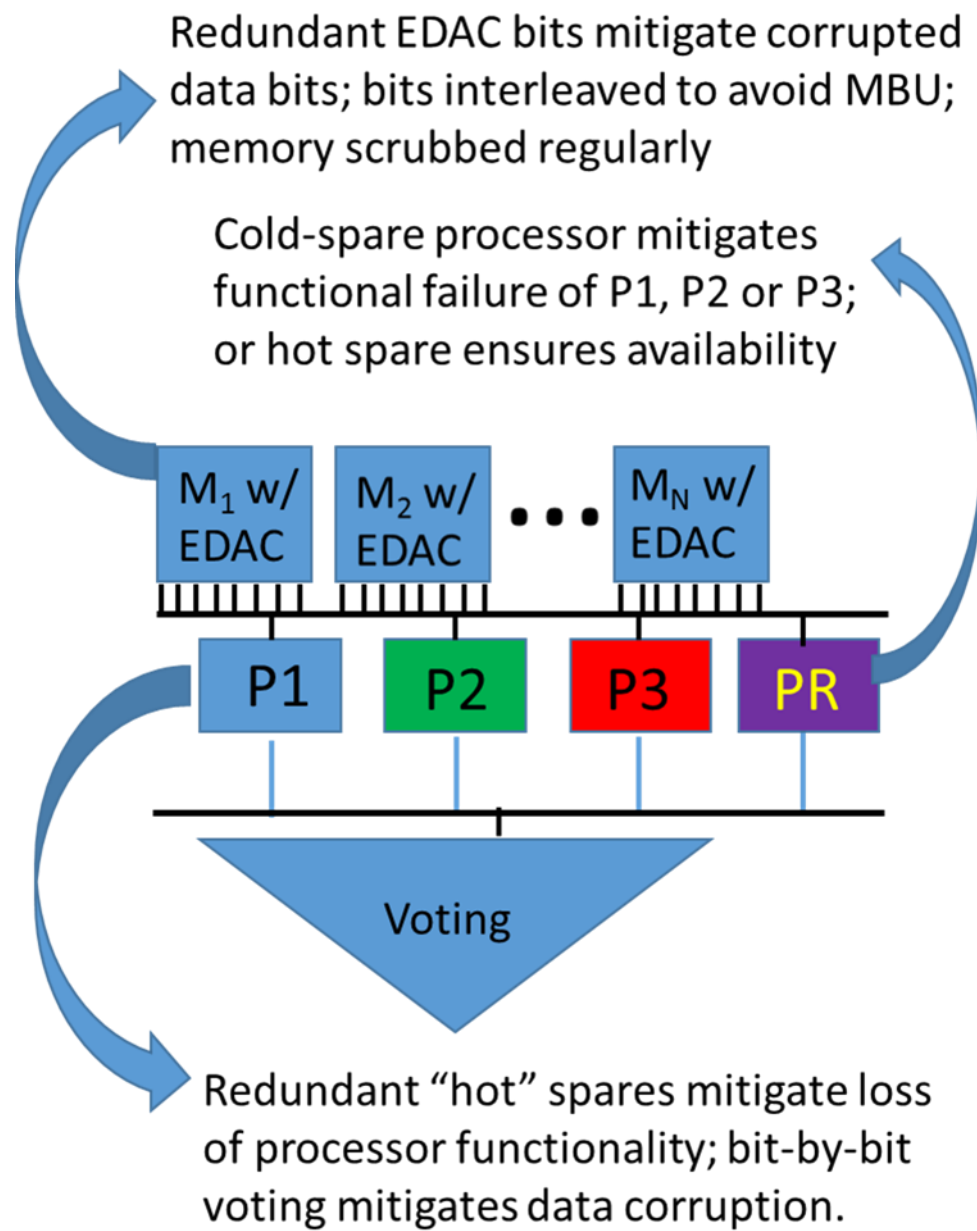 Redundant EDAC bits mitigate corrupted
data bits; bits interleaved to avoid MBU;
memory scrubbed regularly
Cold-spare processor mitigates
functional failure of P1, P2 or P3;
or hot spare ensures availability
M₁ w/
EDAC
M₂ w/
EDAC
•••
M_N w/
EDAC
P1
P2
P3
PR
Voting
Redundant “hot” spares mitigate loss
of processor functionality; bit-by-bit
voting mitigates data corruption.